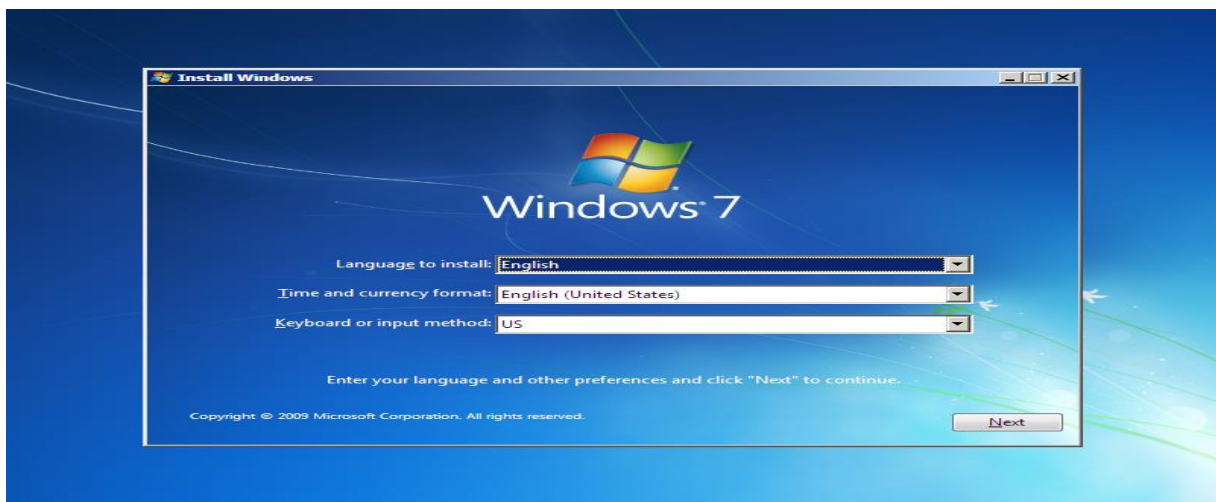 Install Windows
Windows® 7
Language to install: English
Time and currency format: English (United States)
Keyboard or input method: US
Enter your language and other preferences and click "Next" to continue.
Copyright © 2009 Microsoft Corporation. All rights reserved.
Next